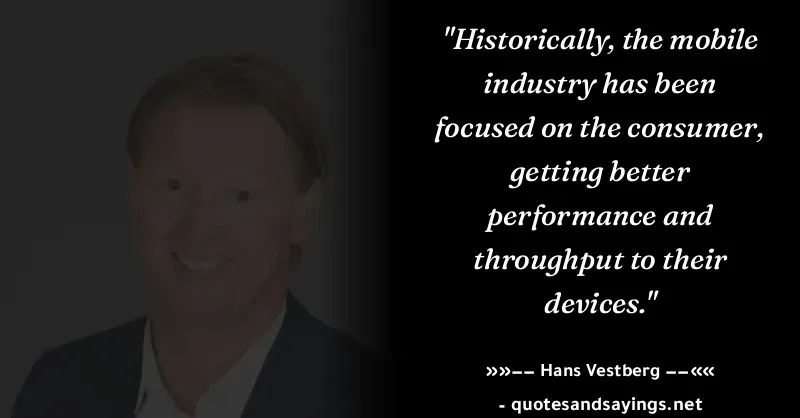 "Historically, the mobile
industry has been
focused on the consumer,
getting better
performance and
throughput to their
devices."
»»−− Hans Vestberg −−««
- quotesandsayings.net